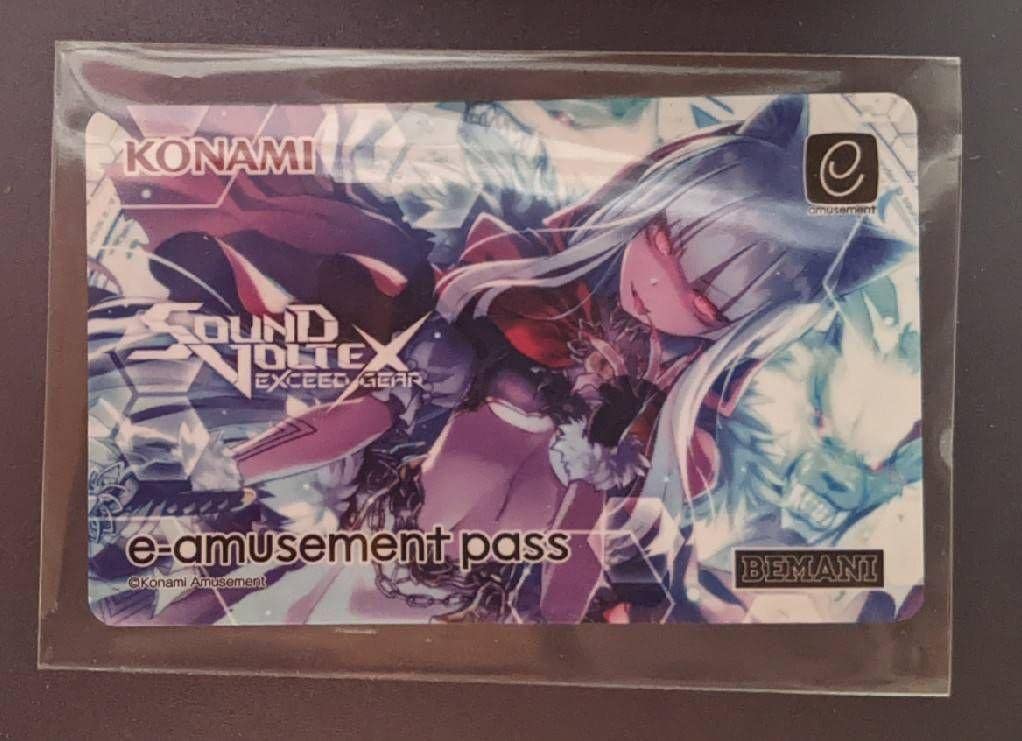 KONAMI
e
amusement
SOUND
VOLTEX
EXCEED GEAR
e-amusement pass
©Konami Amusement
BEMANI